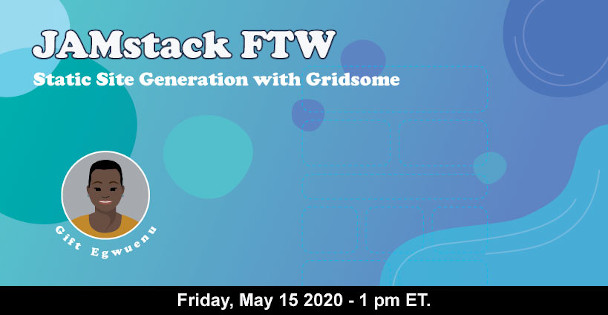 JAMstack FTW
Static Site Generation with Gridsome
Gift Egwuenu
Friday, May 15 2020 - 1 pm ET.